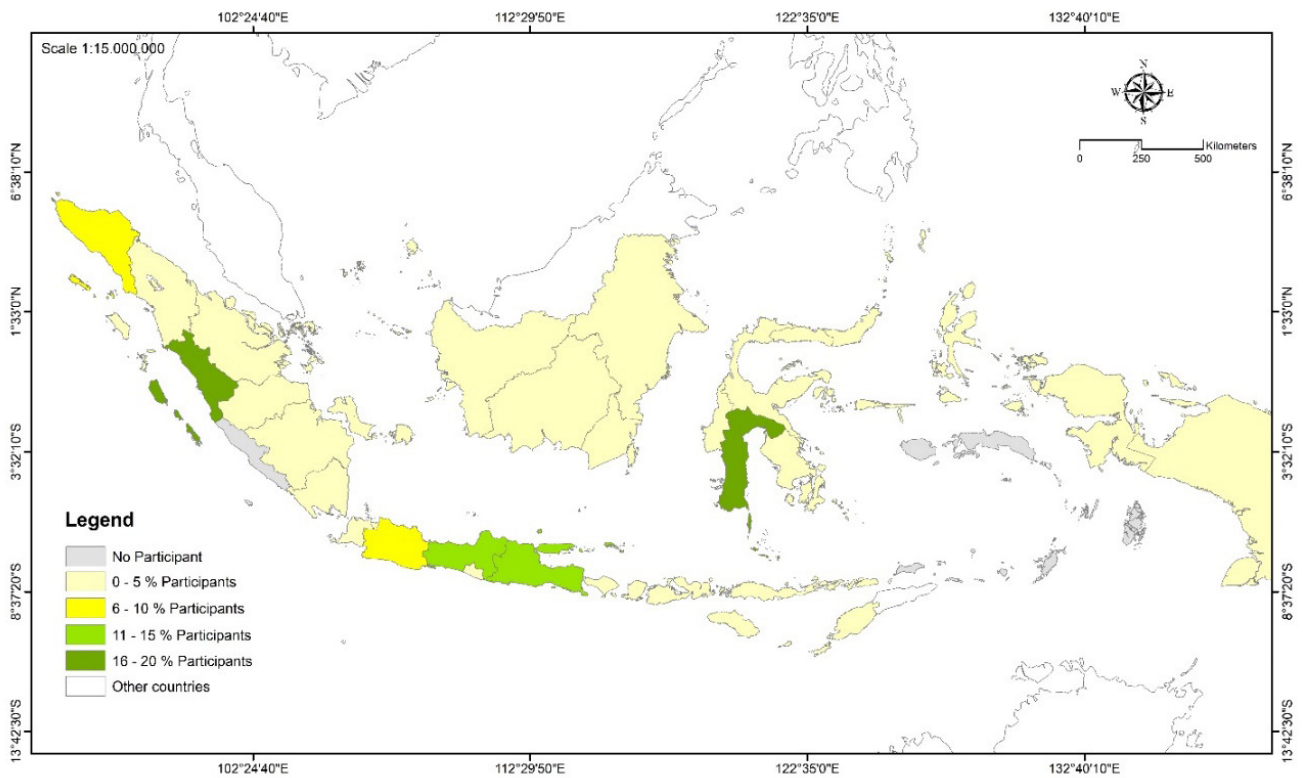 102°24'40"E 112°29'50"E 122°35'0"E 132°40'10"E
Scale 1:15.000.000
N
W E
S
0 250 500 Kilometers
6°38'10"N 6°38'10"N
1°33'0"N 1°33'0"N
3°32'10"S 3°32'10"S
8°37'20"S 8°37'20"S
13°42'30"S 13°42'30"S
Legend
No Participant
0 - 5 % Participants
6 - 10 % Participants
11 - 15 % Participants
16 - 20 % Participants
Other countries
102°24'40"E 112°29'50"E 122°35'0"E 132°40'10"E